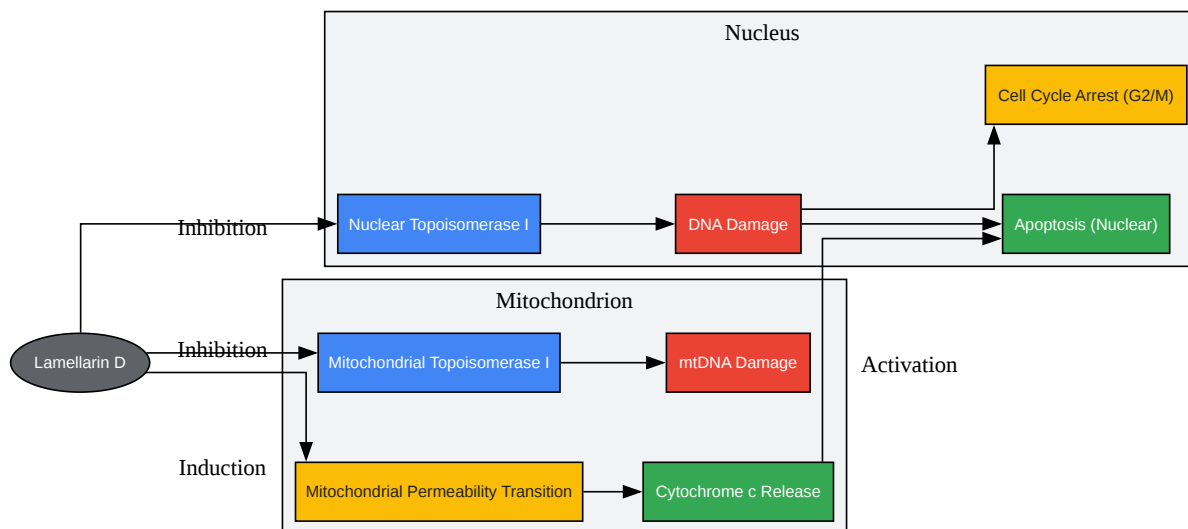 Nucleus
Cell Cycle Arrest (G2/M)
Inhibition
Nuclear Topoisomerase I
DNA Damage
Apoptosis (Nuclear)
Mitochondrion
Lamellarin D
Inhibition
Mitochondrial Topoisomerase I
mtDNA Damage
Activation
Induction
Mitochondrial Permeability Transition
Cytochrome c Release